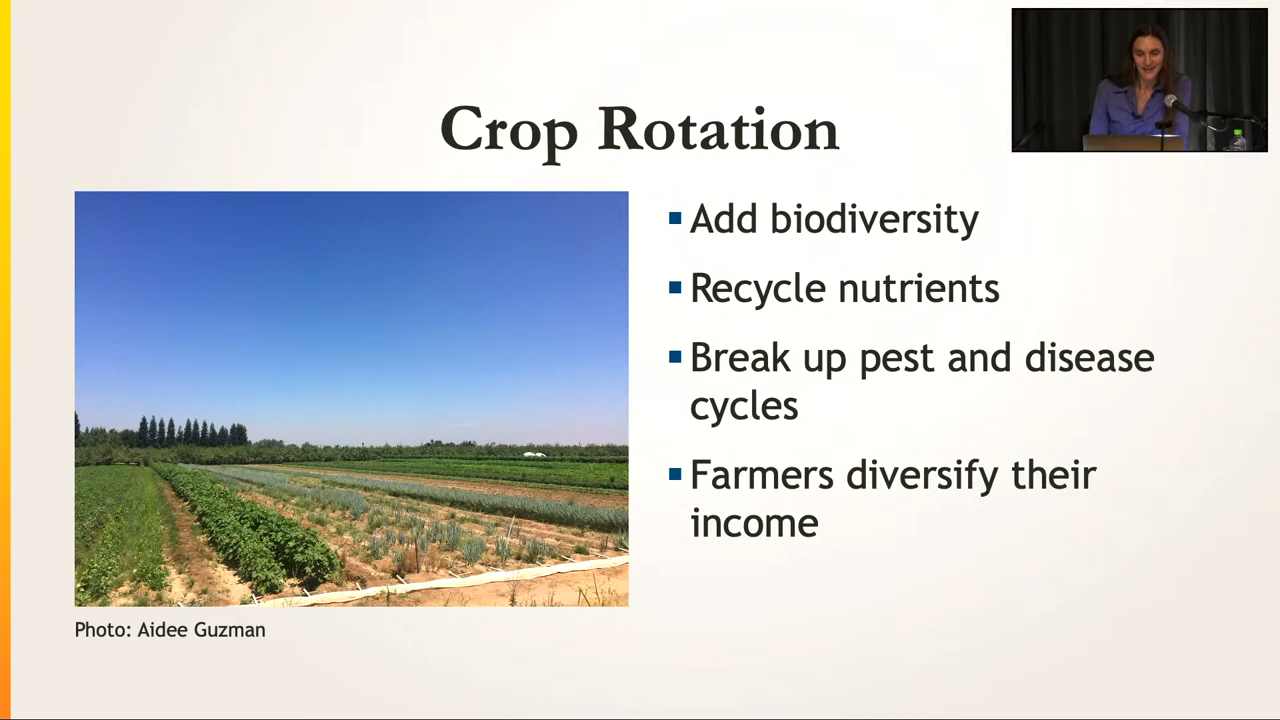 Crop Rotation
▪ Add biodiversity
▪ Recycle nutrients
▪ Break up pest and disease
cycles
▪ Farmers diversify their
income
Photo: Aidee Guzman